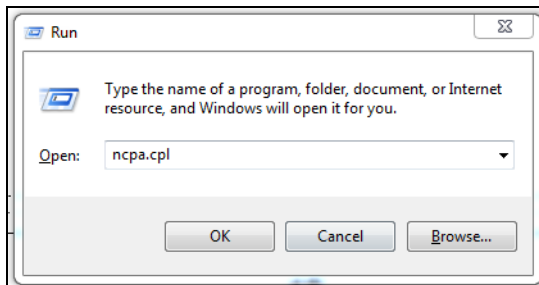 Run
Type the name of a program, folder, document, or Internet
resource, and Windows will open it for you.
Open: ncpa.cpl
OK Cancel Browse...